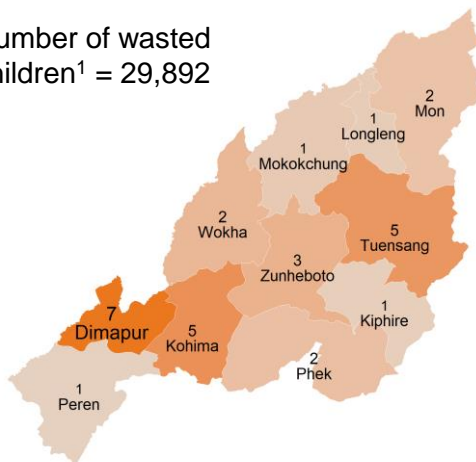 umber of wasted
hildren¹ = 29,892
2
Mon
1
Longleng
1
Mokokchung
5
Tuensang
2
Wokha
3
Zunheboto
1
Kiphire
7
Dimapur
5
Kohima
2
Phek
1
Peren